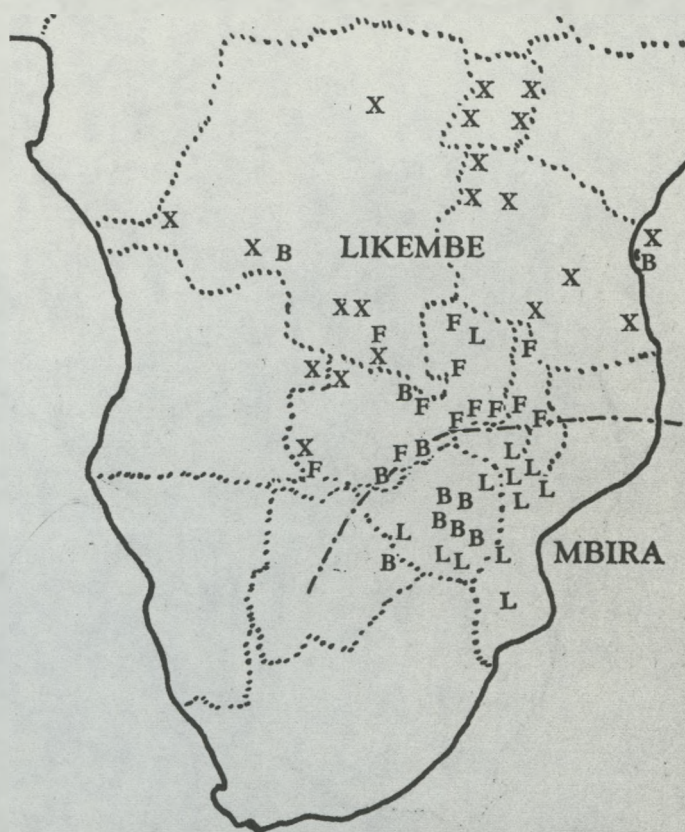 X X X
X X
X
X X
X X
X B LIKEMBE B
X
X X X
F L X
F F
X
X X F
B F
F F F F F
X F B L
F B L L
B B L L L
B B B
L L L L
B MBIRA
L